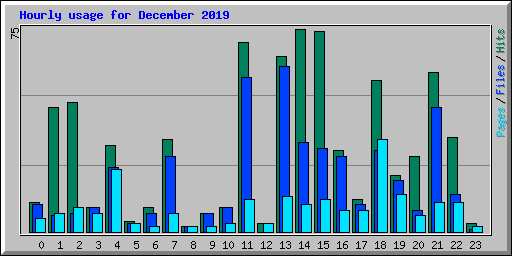 Hourly usage for December 2019
75
Pages / Files / Hits
0 1 2 3 4 5 6 7 8 9 10 11 12 13 14 15 16 17 18 19 20 21 22 23